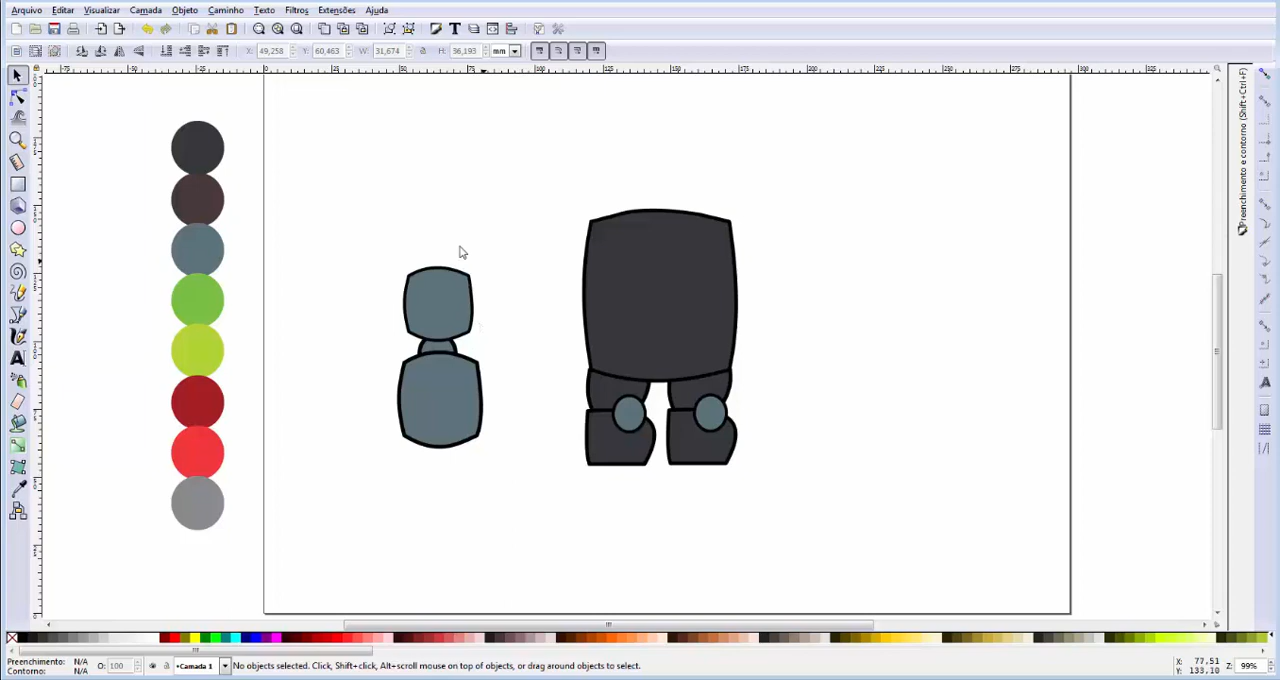 Arquivo Editar Visualizar Camada Objeto Caminho Texto Filtros Extensões Ajuda
X: 49,258 Y: 60,463 W: 31,674 H: 36,193 mm
Preenchimento e contorno (Shift+Ctrl+F)
Preenchimento: N/A
Contorno: N/A
O: 100
•Camada 1
No objects selected. Click, Shift+click, Alt+scroll mouse on top of objects, or drag around objects to select.
X: 77,51
Y: 133,10
Z: 99%